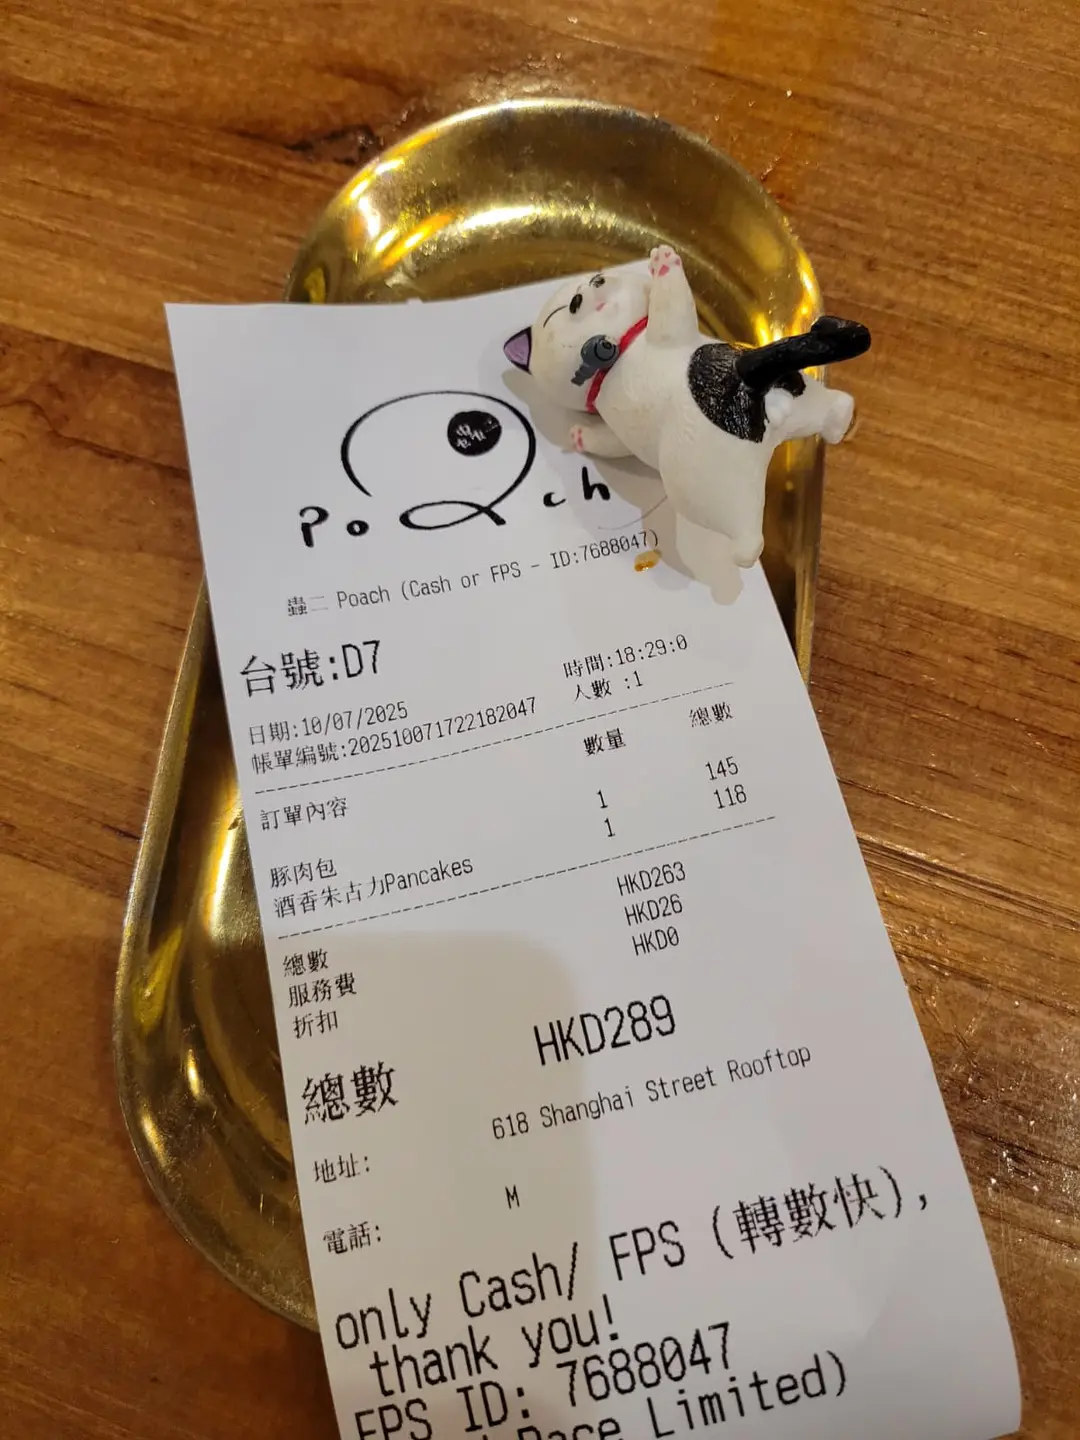 Poach
蟲二
蟲二 Poach (Cash or FPS - ID:7688047)
台號:D7
時間:18:29:0
日期:10/07/2025
人數 :1
帳單編號:202510071722182047
訂單內容 數量 總數
豚肉包 1 145
酒香朱古力Pancakes 1 118
總數 HKD263
服務費 HKD26
折扣 HKD0
總數 HKD289
地址: 618 Shanghai Street Rooftop
電話: M
only Cash/ FPS (轉數快),
thank you!
FPS ID: 7688047
Limited)